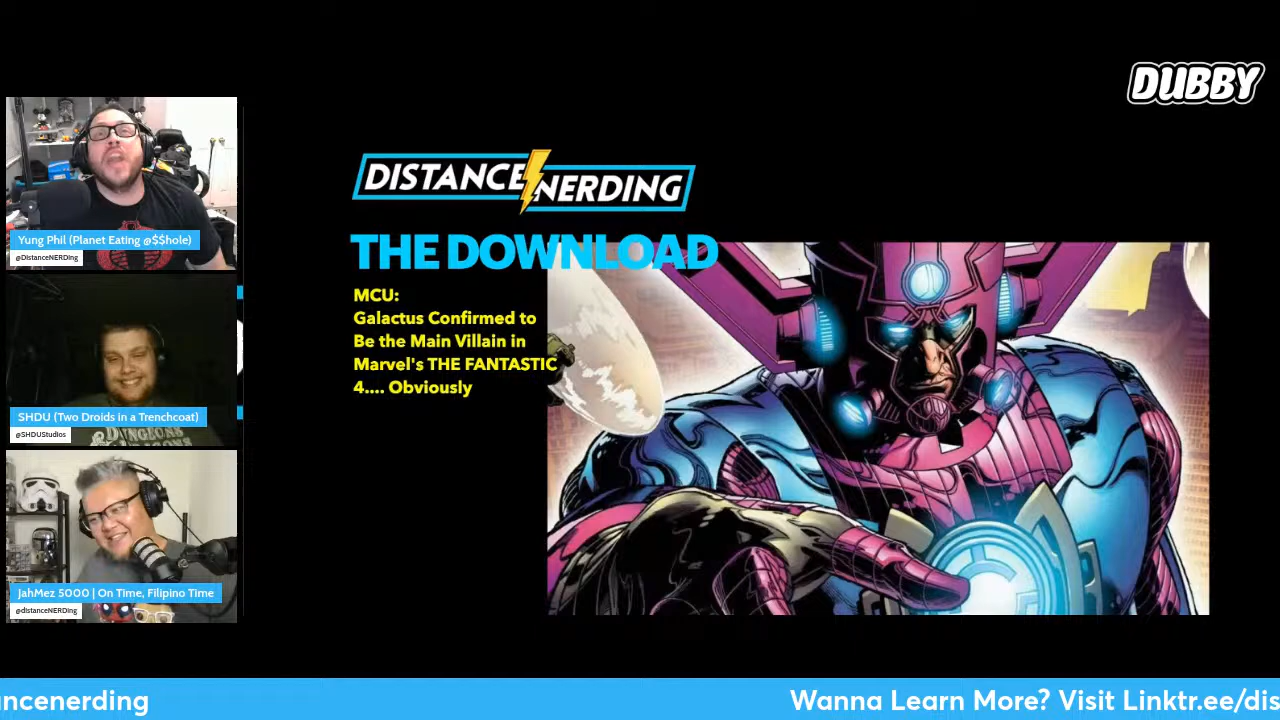 DUBBY
DISTANCE NERDING
THE DOWNLOAD
MCU:
Galactus Confirmed to
Be the Main Villain in
Marvel's THE FANTASTIC
4.... Obviously
Yung Phil (Planet Eating @$$hole)
@DistanceNERDing
SHDU (Two Droids in a Trenchcoat)
@SHDUStudios
DUNGEONS
JahMez 5000 | On Time, Filipino Time
@distanceNERDing
ancenerding
Wanna Learn More? Visit Linktr.ee/dis